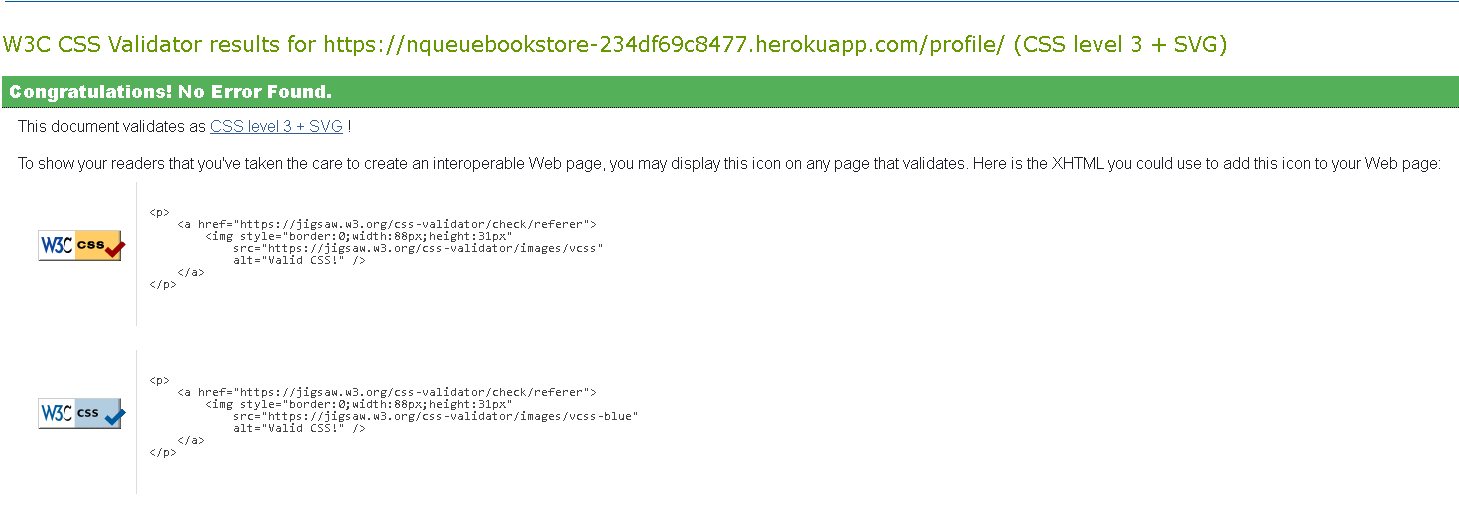 W3C CSS Validator results for https://nqueuebookstore-234df69c8477.herokuapp.com/profile/ (CSS level 3 + SVG)
Congratulations! No Error Found.
This document validates as CSS level 3 + SVG !
To show your readers that you've taken the care to create an interoperable Web page, you may display this icon on any page that validates. Here is the XHTML you could use to add this icon to your Web page:
W3C css
<p>
<a href="https://jigsaw.w3.org/css-validator/check/referer">
<img style="border:0;width:88px;height:31px"
src="https://jigsaw.w3.org/css-validator/images/vcss"
alt="Valid CSS!" />
</a>
</p>
W3C css
<p>
<a href="https://jigsaw.w3.org/css-validator/check/referer">
<img style="border:0;width:88px;height:31px"
src="https://jigsaw.w3.org/css-validator/images/vcss-blue"
alt="Valid CSS!" />
</a>
</p>